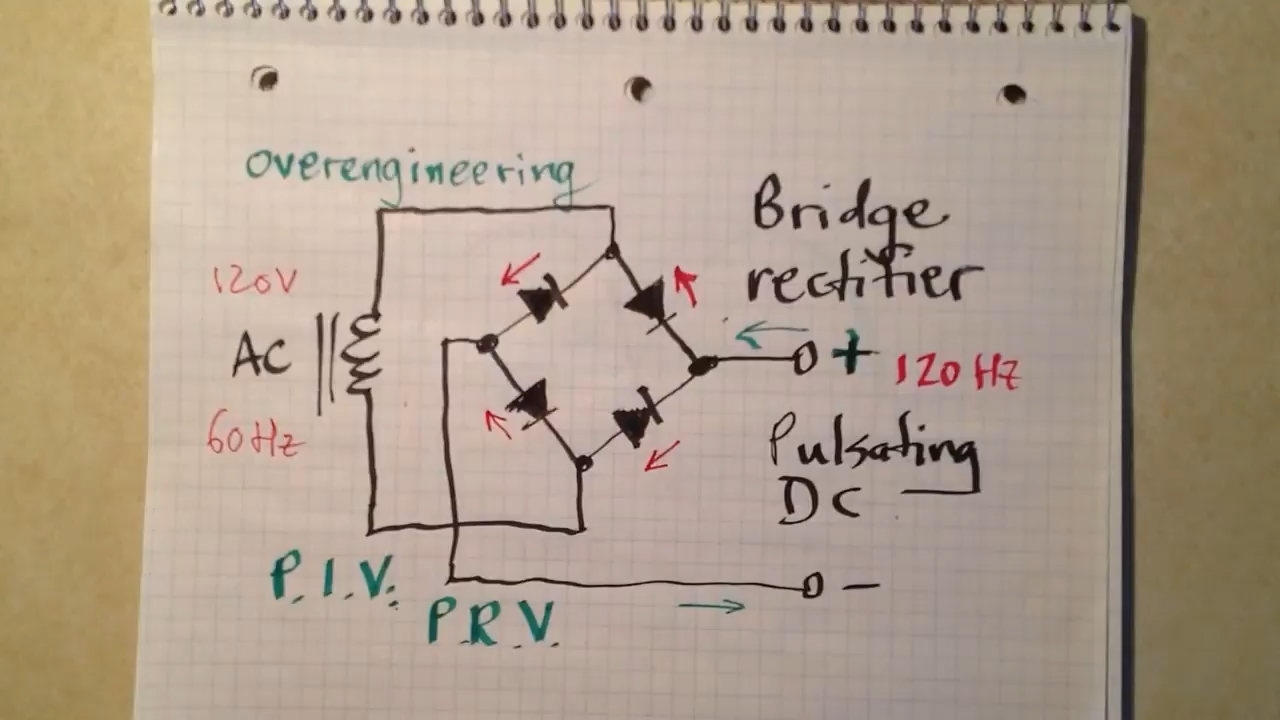 overengineering
Bridge
rectifier
120V
AC
60Hz
+ 120 Hz
Pulsating
DC
P.I.V.
P.R.V.
−